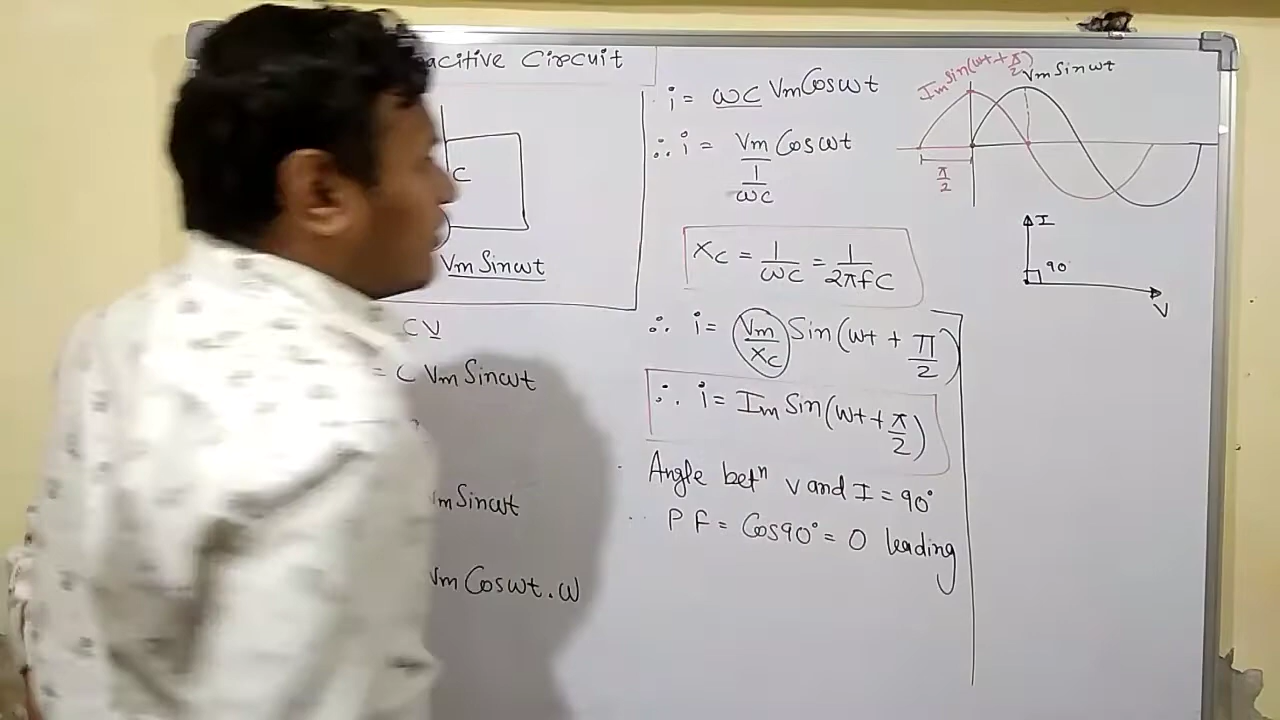 Circuit
C
Vm Sinωt
CV
= C Vm Sinωt
Sinωt
Vm Cosωt . ω
i = ωC Vm Cosωt
∴ i = Vm/(1/ωC) Cosωt
Xc = 1/ωC = 1/2πfC
∴ i = Vm/Xc Sin(ωt + π/2)
∴ i = Im Sin(ωt + π/2)
Angle betⁿ V and I = 90°
PF = Cos90° = 0 leading
Im Sin(ωt + π/2)
Vm Sinωt
π/2
I
90
V